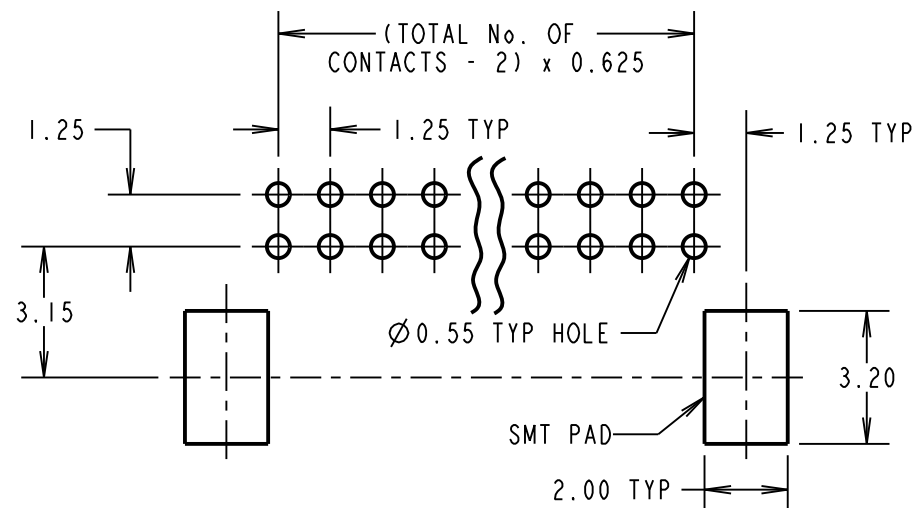 (TOTAL No. OF
CONTACTS - 2) x 0.625
1.25
1.25 TYP
1.25 TYP
3.15
Ø0.55 TYP HOLE
3.20
SMT PAD
2.00 TYP